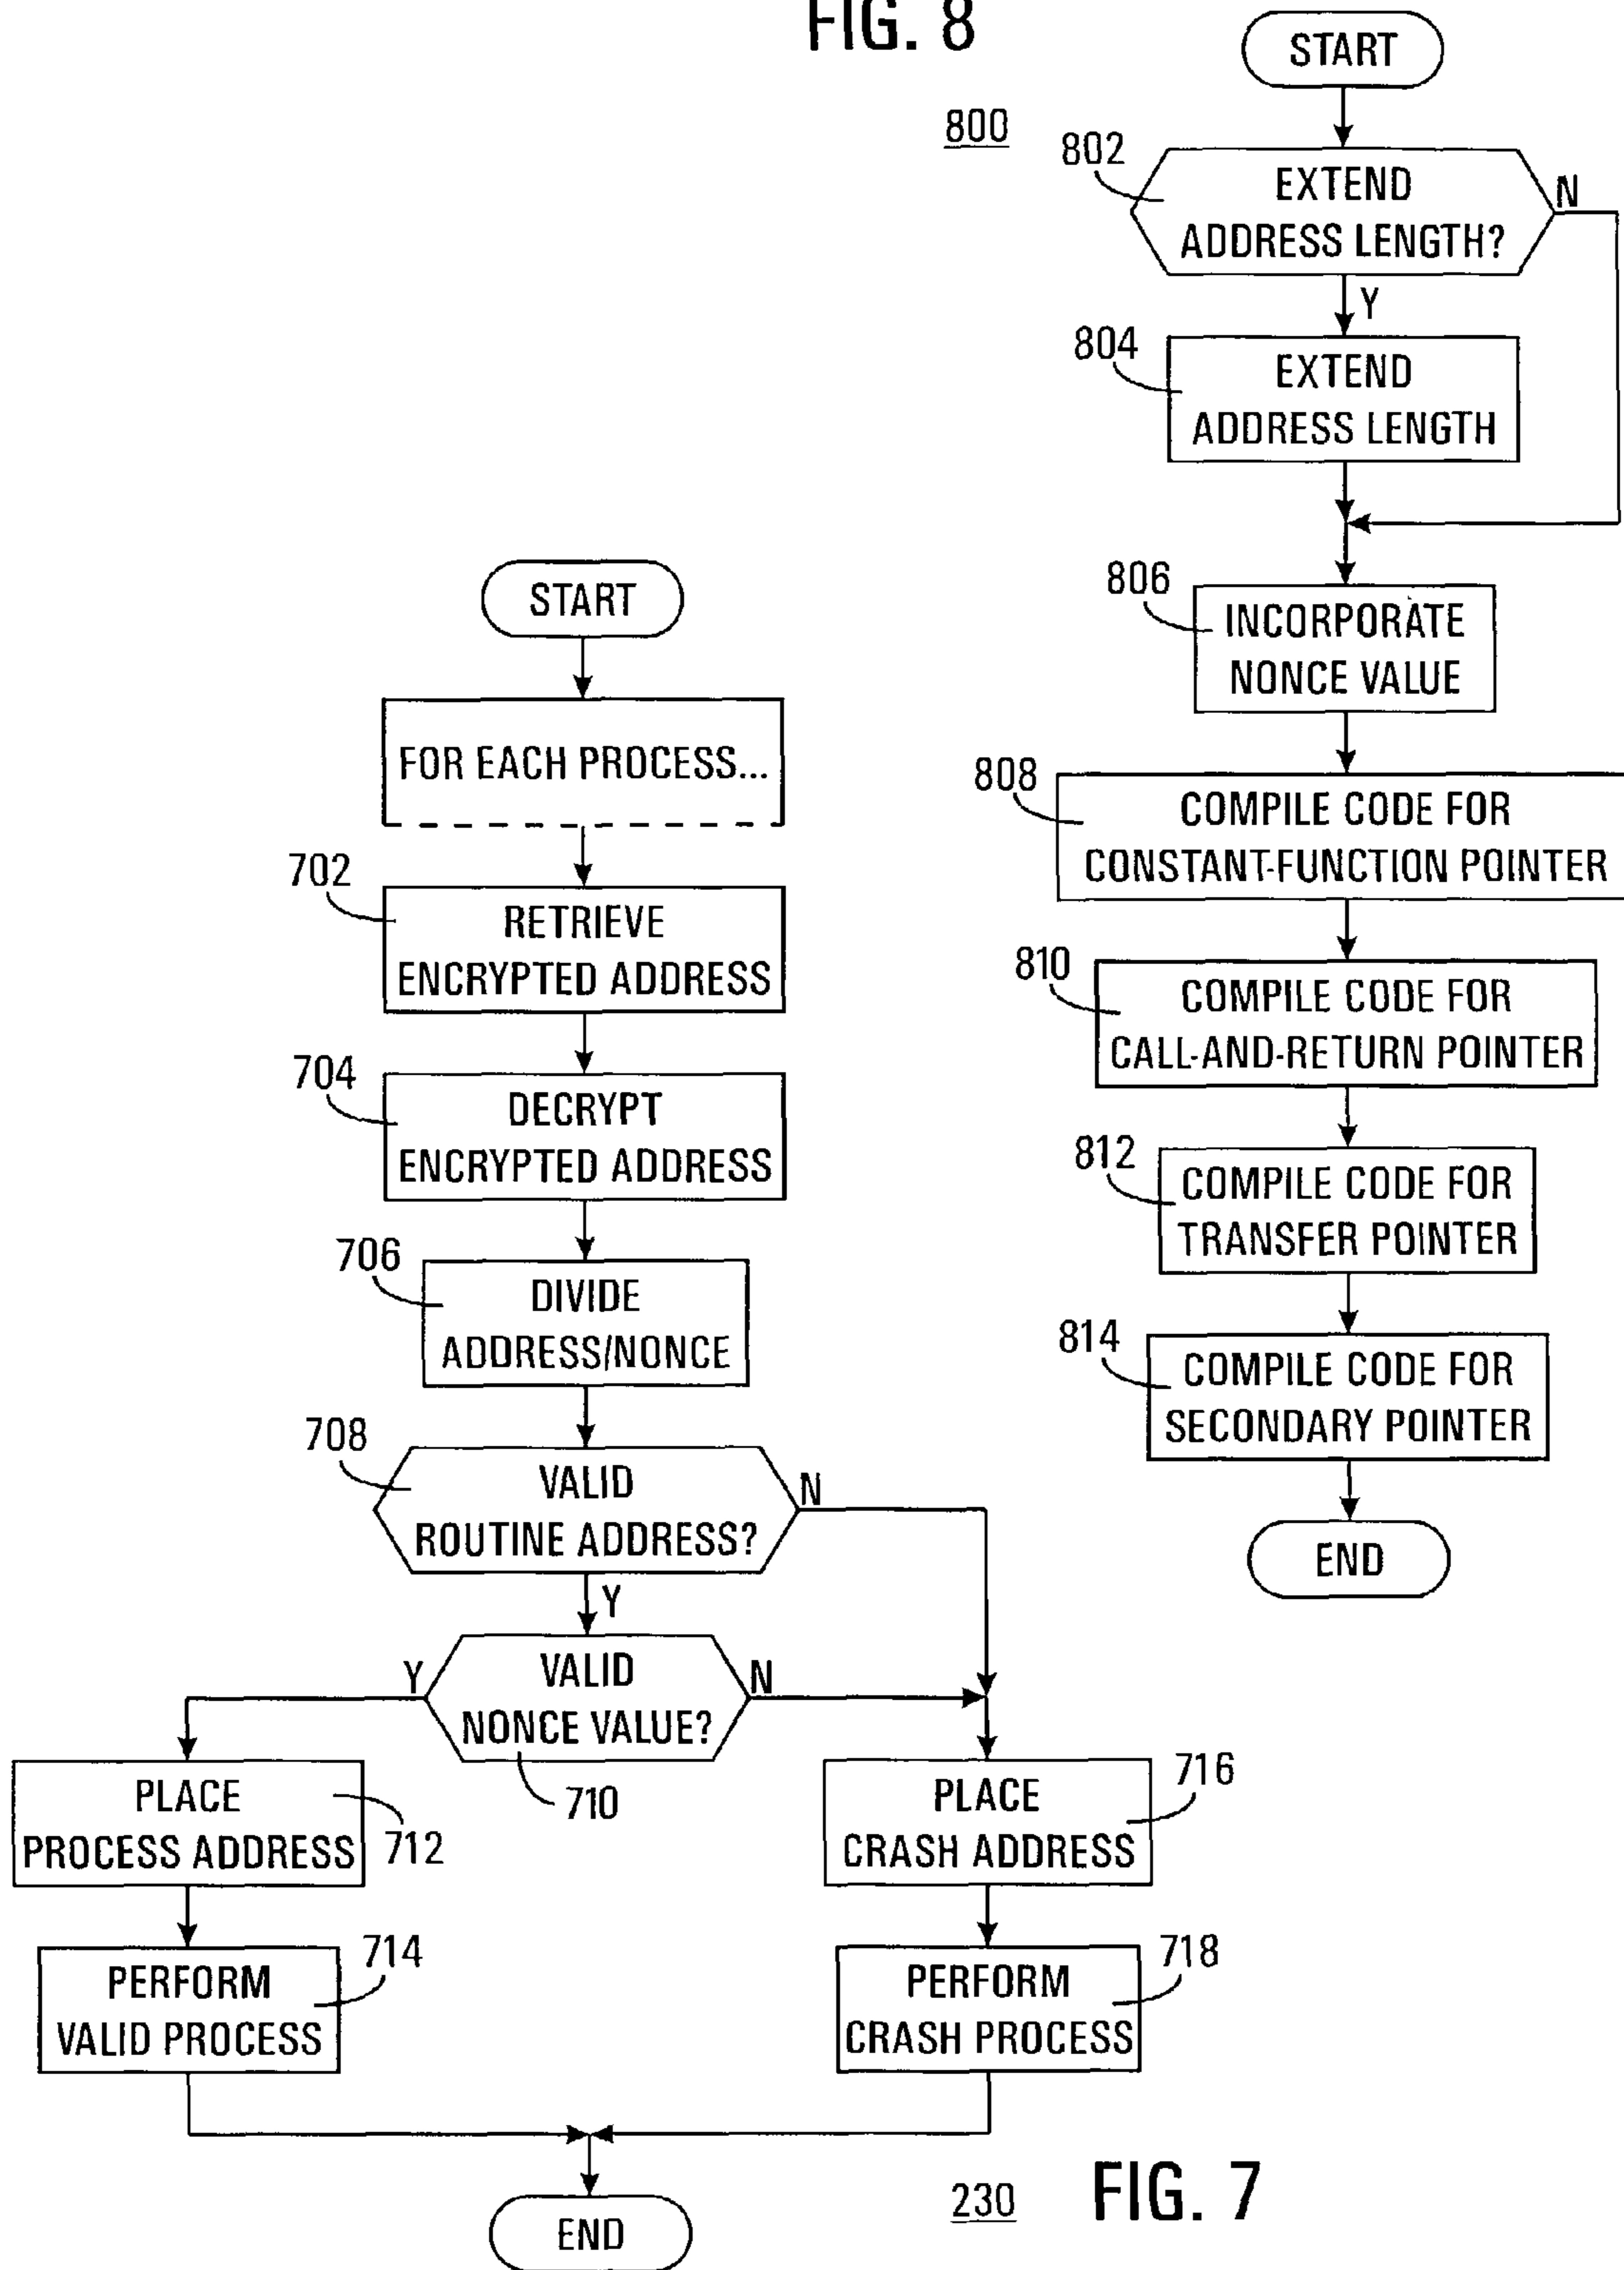 FIG. 8
800
START
802
EXTEND
ADDRESS LENGTH?
N
Y
804
EXTEND
ADDRESS LENGTH
806
INCORPORATE
NONCE VALUE
808
COMPILE CODE FOR
CONSTANT-FUNCTION POINTER
810
COMPILE CODE FOR
CALL-AND-RETURN POINTER
812
COMPILE CODE FOR
TRANSFER POINTER
814
COMPILE CODE FOR
SECONDARY POINTER
END
START
FOR EACH PROCESS...
702
RETRIEVE
ENCRYPTED ADDRESS
704
DECRYPT
ENCRYPTED ADDRESS
706
DIVIDE
ADDRESS/NONCE
708
VALID
ROUTINE ADDRESS?
N
Y
VALID
NONCE VALUE?
Y
N
710
PLACE
PROCESS ADDRESS
712
PERFORM
VALID PROCESS
714
PLACE
CRASH ADDRESS
716
PERFORM
CRASH PROCESS
718
END
230
FIG. 7